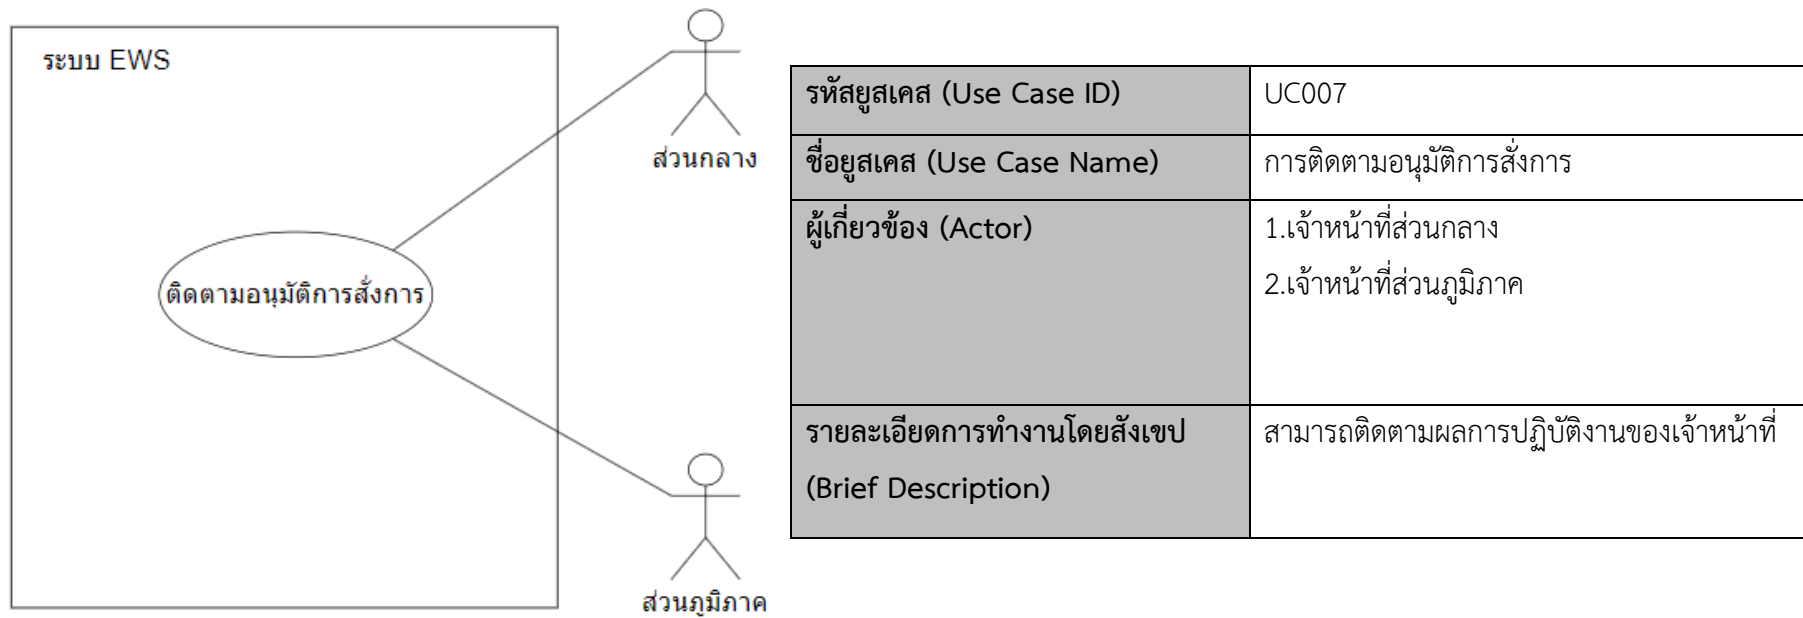 ระบบ EWS
ติดตามอนุมัติการสั่งการ
ส่วนกลาง
ส่วนภูมิภาค
รหัสยูสเคส (Use Case ID)
UC007
ชื่อยูสเคส (Use Case Name)
การติดตามอนุมัติการสั่งการ
ผู้เกี่ยวข้อง (Actor)
1.เจ้าหน้าที่ส่วนกลาง
2.เจ้าหน้าที่ส่วนภูมิภาค
รายละเอียดการทำงานโดยสังเขป
(Brief Description)
สามารถติดตามผลการปฏิบัติงานของเจ้าหน้าที่